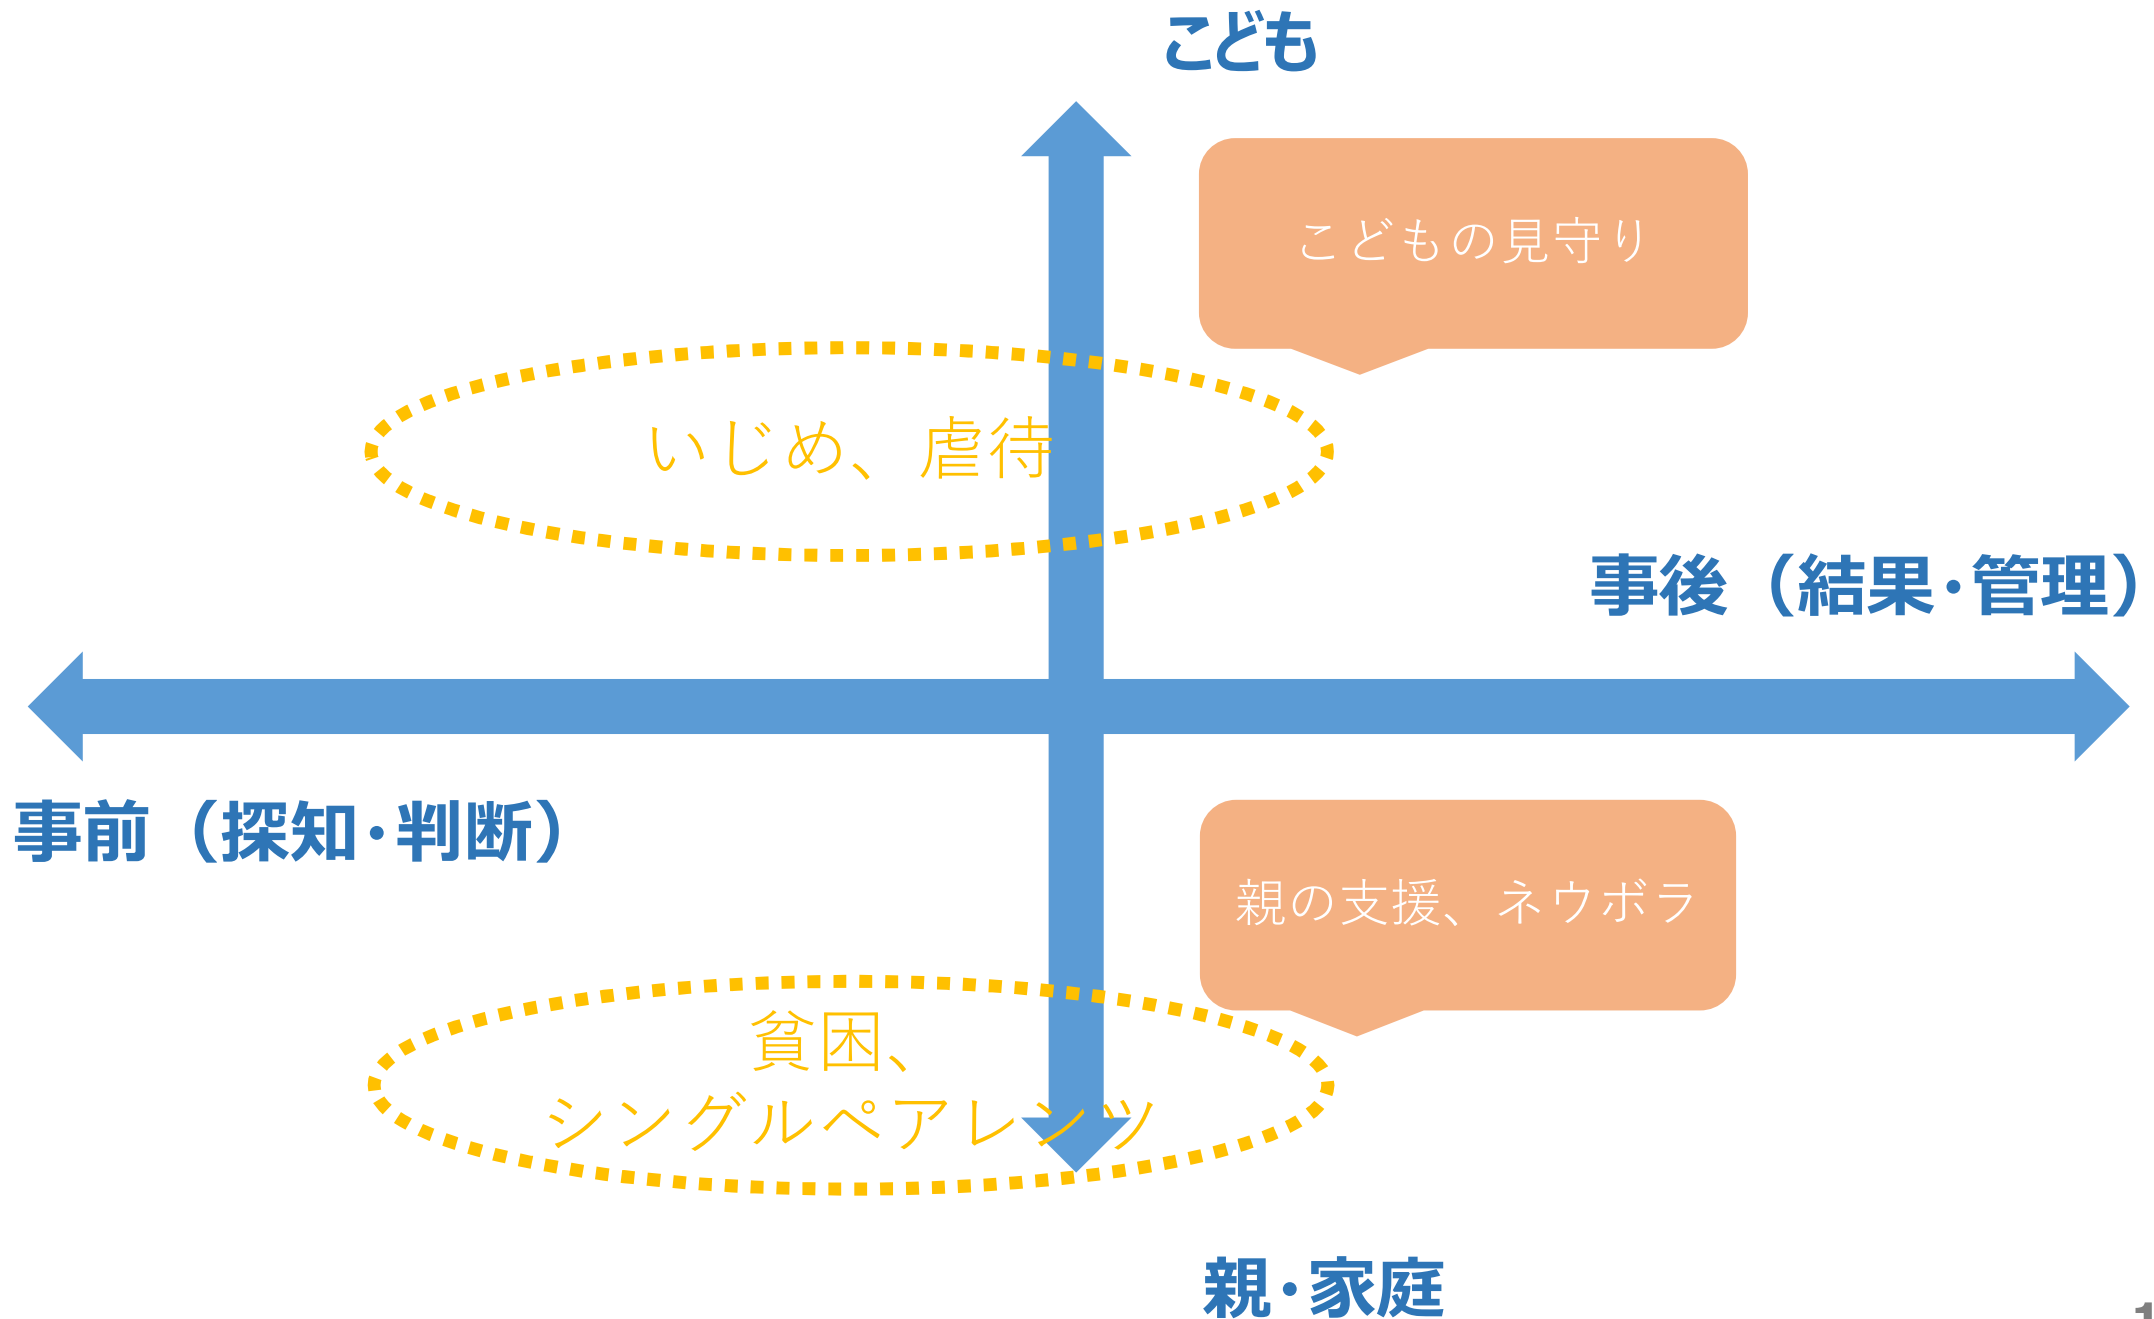 こども
こどもの見守り
いじめ、虐待
事後（結果・管理）
事前（探知・判断）
親の支援、ネウボラ
貧困、
シングルペアレンツ
親・家庭